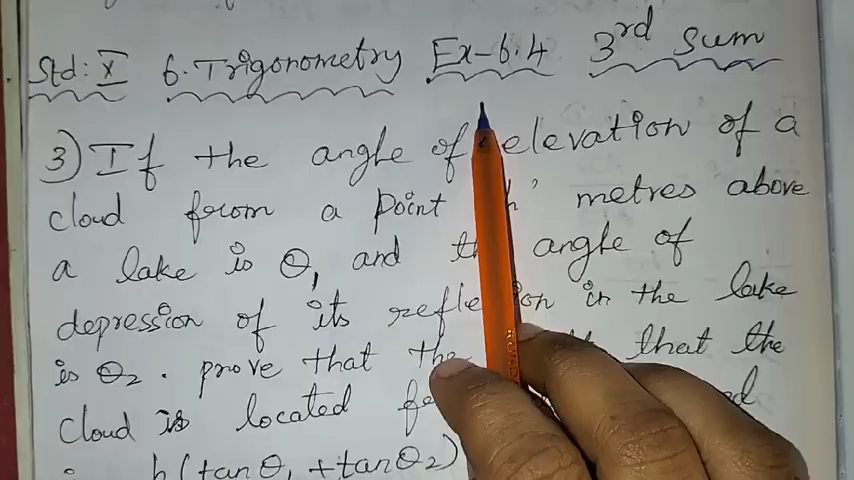 Std: X 6. Trigonometry Ex-6.4 3rd Sum
3) If the angle of elevation of a
cloud from a point h' metres above
a lake is θ1 and angle of
depression of its reflection in the lake
is θ2. prove that the that the
cloud is located
h(tanθ1 + tanθ2)